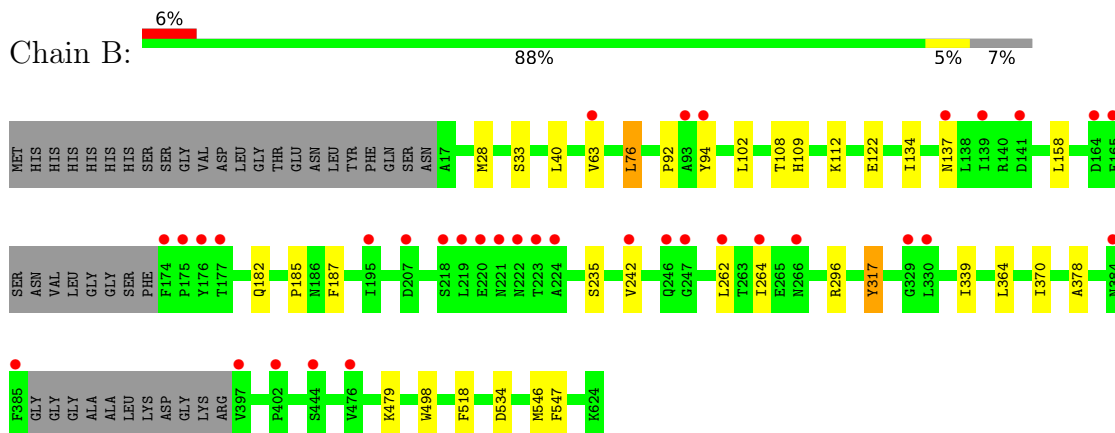 6%
Chain B:
88% 5% 7%
MET HIS HIS HIS HIS HIS HIS SER SER GLY VAL ASP LEU GLY THR GLU ASN LEU TYR PHE GLN SER ASN A17 M28 S33 L40 V63 L76 P92 A93 Y94 L102 T108 H109 K112 E122 I134 N137 L138 I139 R140 D141 L158 D164 E165
SER ASN VAL LEU GLY GLY SER PHE F174 P175 Y176 T177 Q182 P185 N186 F187 I195 D207 S218 L219 E220 N221 N222 T223 A224 S235 V242 Q246 G247 L262 T263 I264 E265 N266 R296 Y317 G329 L330 I339 L364 I370 A378 N384
F385 GLY GLY GLY ALA ALA LEU LYS ASP GLY LYS ARG V397 P402 S444 V476 K479 W498 F518 D534 M546 F547 K624